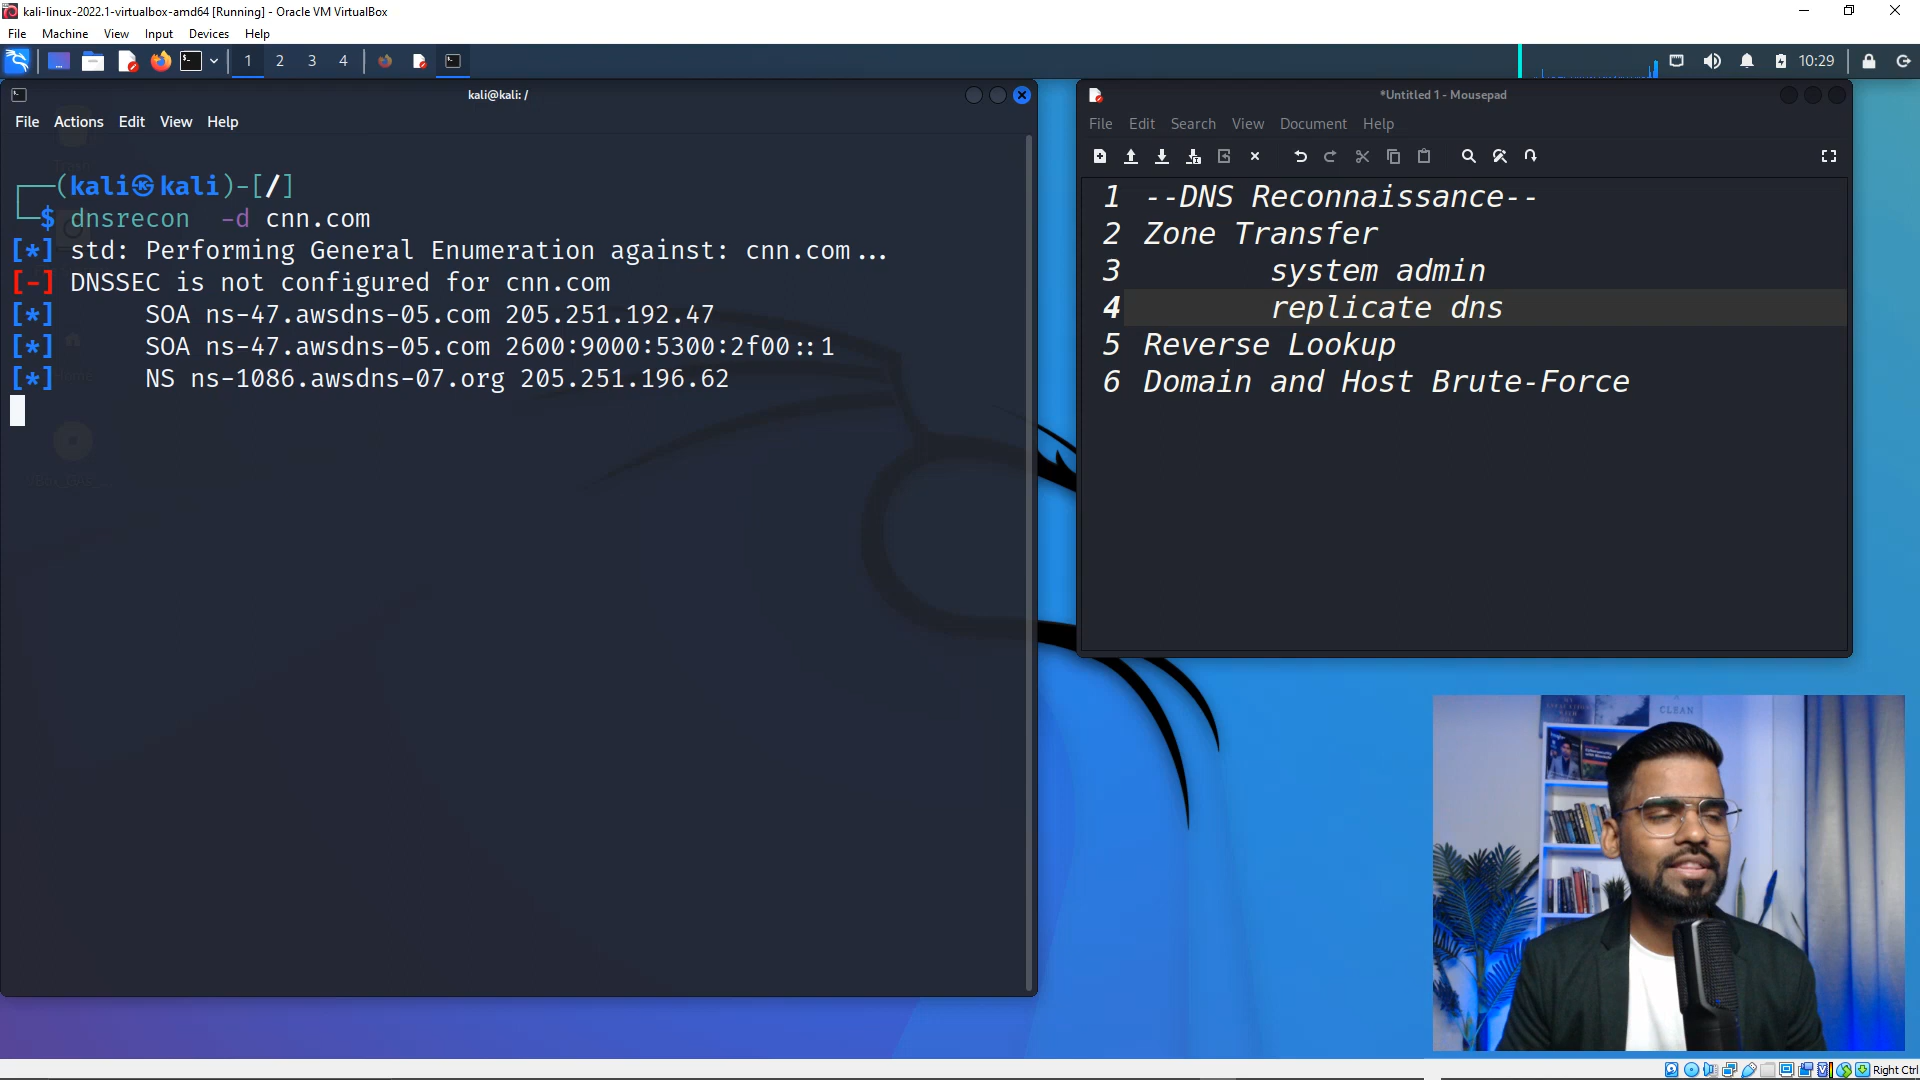 kali-linux-2022.1-virtualbox-amd64 [Running] - Oracle VM VirtualBox
File Machine View Input Devices Help
1 2 3 4
10:29
kali@kali: /
File Actions Edit View Help
(kali㉿kali)-[/]
$ dnsrecon -d cnn.com
[*] std: Performing General Enumeration against: cnn.com...
[-] DNSSEC is not configured for cnn.com
[*] SOA ns-47.awsdns-05.com 205.251.192.47
[*] SOA ns-47.awsdns-05.com 2600:9000:5300:2f00::1
[*] NS ns-1086.awsdns-07.org 205.251.196.62
*Untitled 1 - Mousepad
File Edit Search View Document Help
1 --DNS Reconnaissance--
2 Zone Transfer
3 system admin
4 replicate dns
5 Reverse Lookup
6 Domain and Host Brute-Force
CLEAN
Right Ctrl